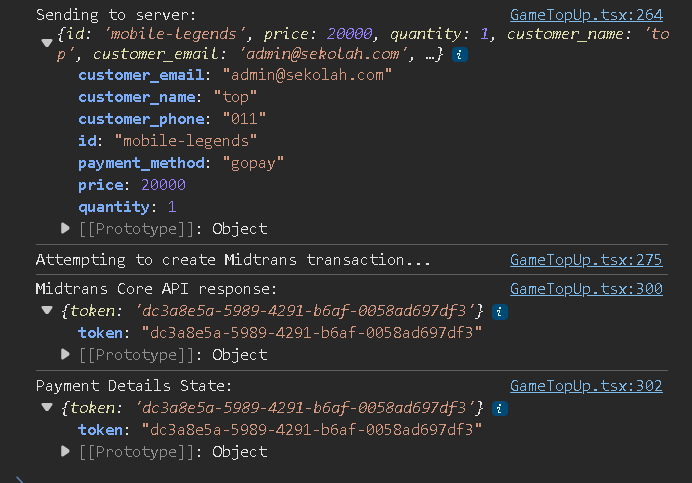 Sending to server: GameTopUp.tsx:264
{id: 'mobile-legends', price: 20000, quantity: 1, customer_name: 'to
p', customer_email: 'admin@sekolah.com', …}
customer_email: "admin@sekolah.com"
customer_name: "top"
customer_phone: "011"
id: "mobile-legends"
payment_method: "gopay"
price: 20000
quantity: 1
[[Prototype]]: Object
Attempting to create Midtrans transaction... GameTopUp.tsx:275
Midtrans Core API response: GameTopUp.tsx:300
{token: 'dc3a8e5a-5989-4291-b6af-0058ad697df3'}
token: "dc3a8e5a-5989-4291-b6af-0058ad697df3"
[[Prototype]]: Object
Payment Details State: GameTopUp.tsx:302
{token: 'dc3a8e5a-5989-4291-b6af-0058ad697df3'}
token: "dc3a8e5a-5989-4291-b6af-0058ad697df3"
[[Prototype]]: Object